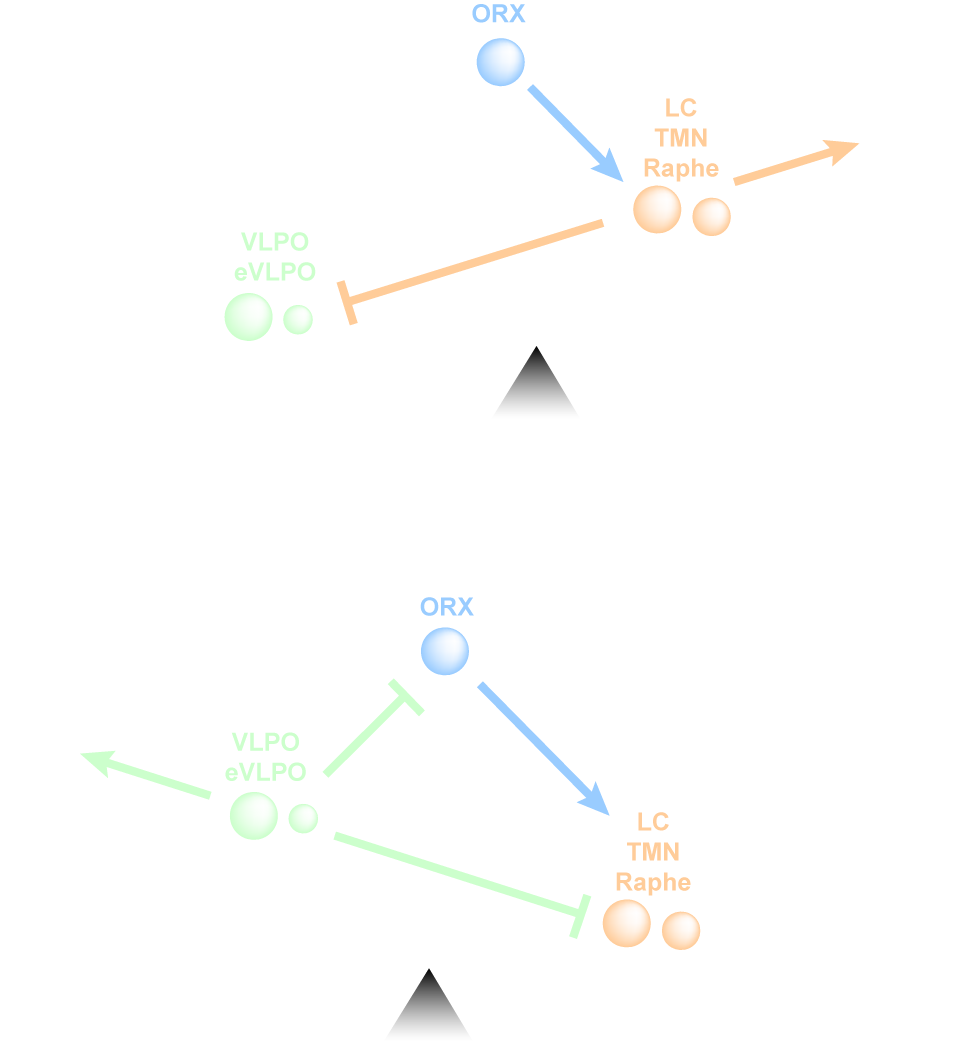 ORX
LC
TMN
Raphe
VLPO
eVLPO
ORX
VLPO
eVLPO
LC
TMN
Raphe